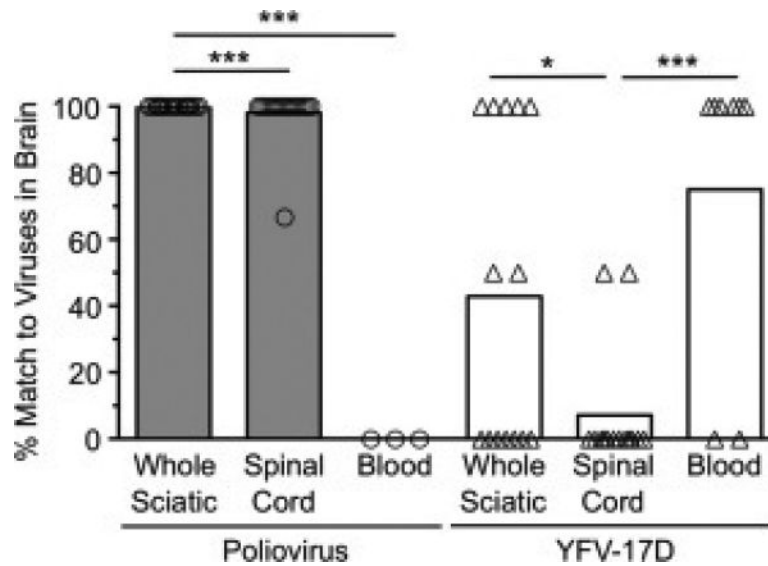 ***
***
*
***
% Match to Viruses in Brain
100
80
60
40
20
0
Whole
Sciatic
Spinal
Cord
Blood
Whole
Sciatic
Spinal
Cord
Blood
Poliovirus
YFV-17D